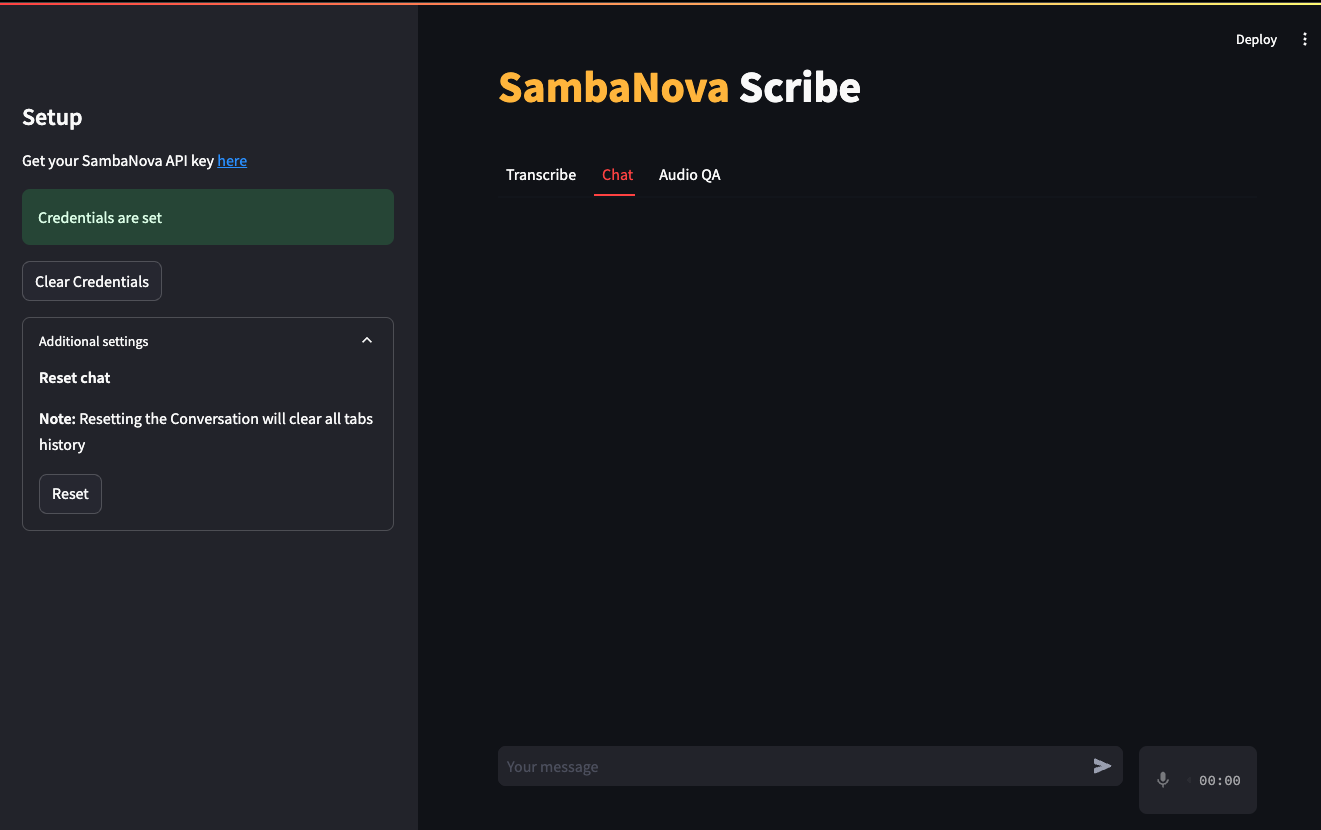 Deploy
Setup
Get your SambaNova API key here
Credentials are set
Clear Credentials
Additional settings
Reset chat
Note: Resetting the Conversation will clear all tabs
history
Reset
SambaNova Scribe
Transcribe Chat Audio QA
Your message
00:00